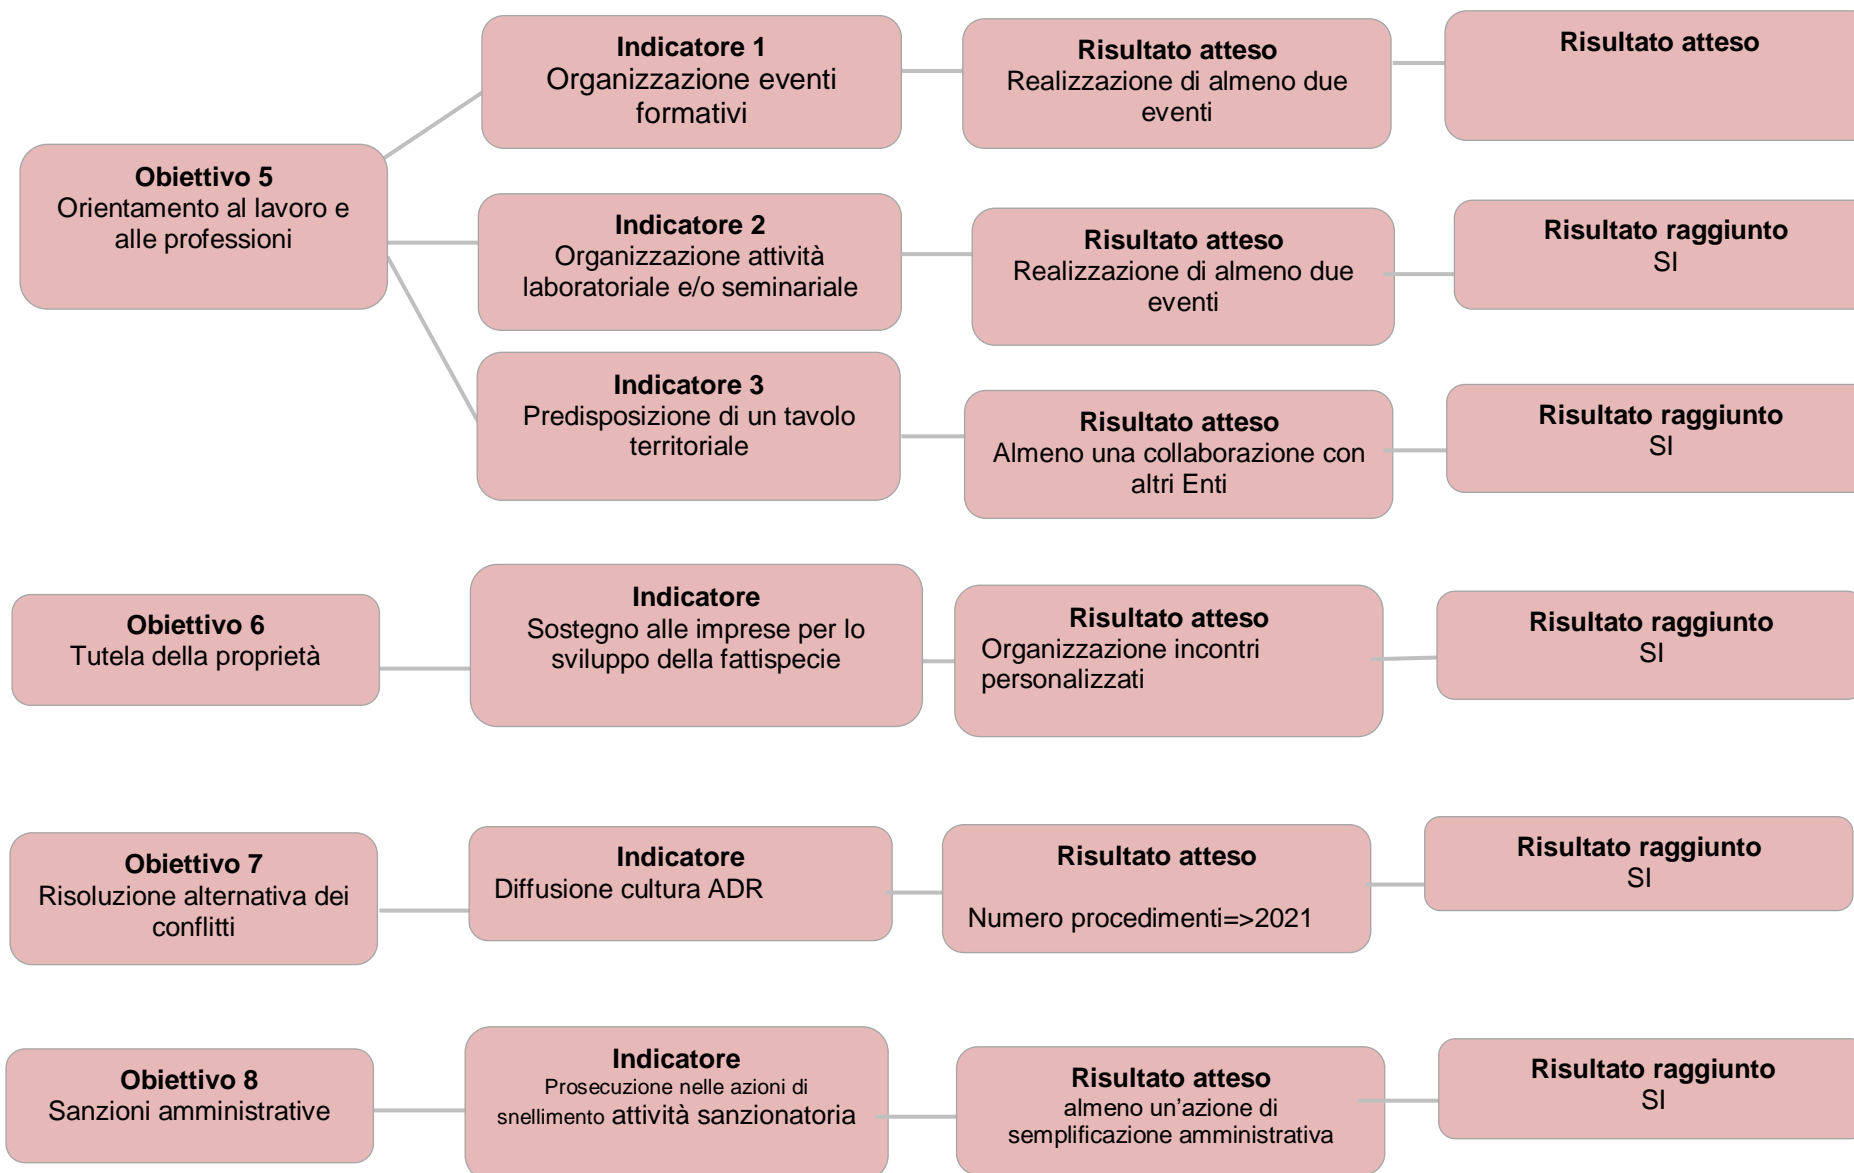 Obiettivo 5
Orientamento al lavoro e
alle professioni
Indicatore 1
Organizzazione eventi
formativi
Risultato atteso
Realizzazione di almeno due
eventi
Risultato atteso
Indicatore 2
Organizzazione attività
laboratoriale e/o seminariale
Risultato atteso
Realizzazione di almeno due
eventi
Risultato raggiunto
SI
Indicatore 3
Predisposizione di un tavolo
territoriale
Risultato atteso
Almeno una collaborazione con
altri Enti
Risultato raggiunto
SI
Obiettivo 6
Tutela della proprietà
Indicatore
Sostegno alle imprese per lo
sviluppo della fattispecie
Risultato atteso
Organizzazione incontri
personalizzati
Risultato raggiunto
SI
Obiettivo 7
Risoluzione alternativa dei
conflitti
Indicatore
Diffusione cultura ADR
Risultato atteso
Numero procedimenti=>2021
Risultato raggiunto
SI
Obiettivo 8
Sanzioni amministrative
Indicatore
Prosecuzione nelle azioni di
snellimento attività sanzionatoria
Risultato atteso
almeno un’azione di
semplificazione amministrativa
Risultato raggiunto
SI